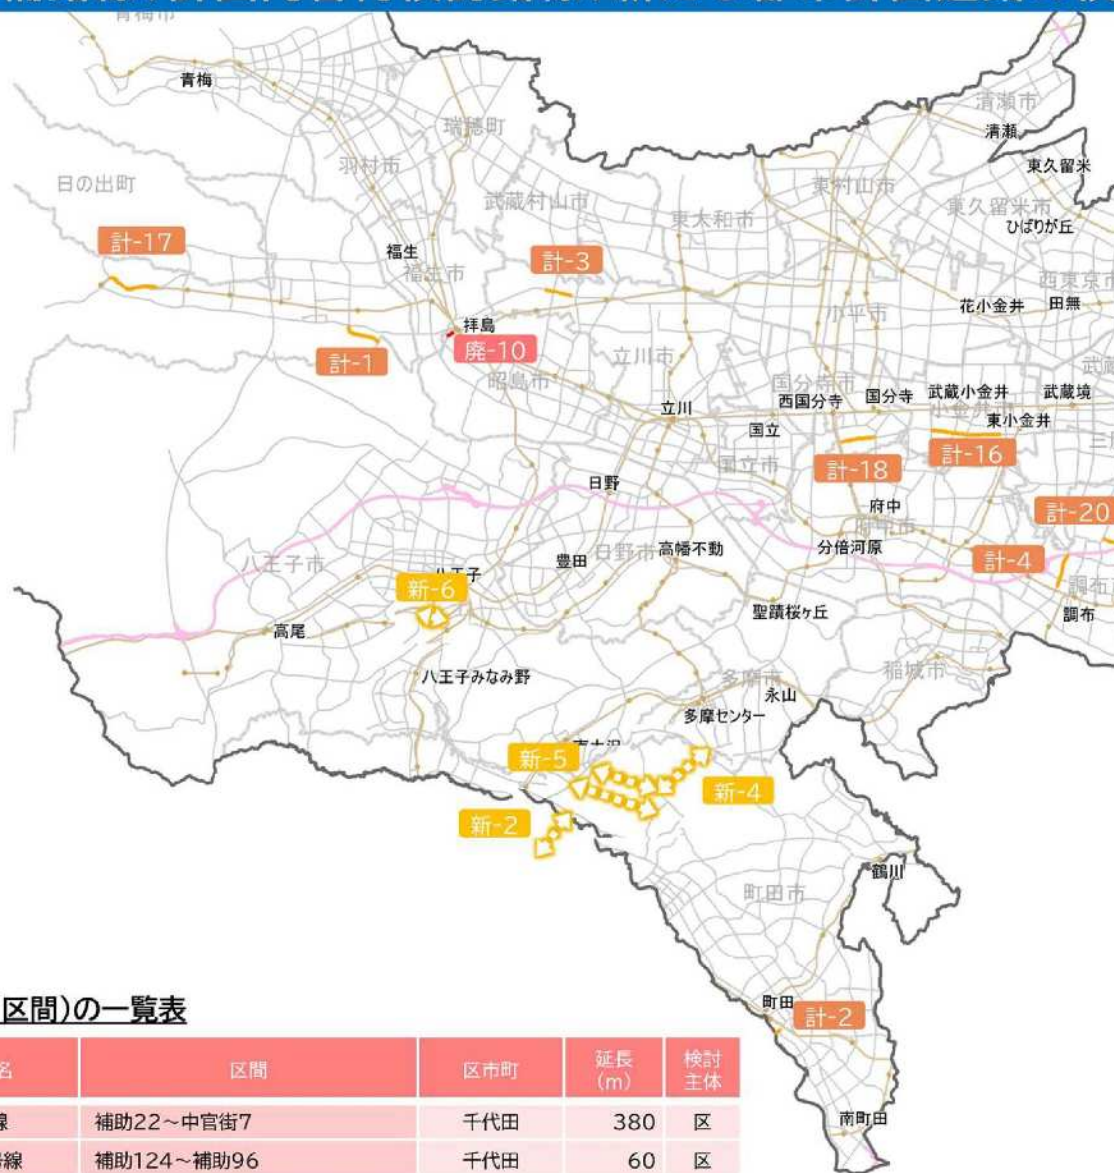 青梅市
青梅
瑞穂町
清瀬市
清瀬
羽村市
東久留米
日の出町
東村山市
武蔵村山市
東大和市
東久留米市
ひばりが丘
計-17
福生
計-3
福生市
西東京市
花小金井
田無
小平市
拝島
計-1
廃-10
立川市
昭島市
国分寺市
西国分寺
国分寺
武蔵小金井
武蔵境
立川
小金井市
東小金井
国立
計-16
国立市
計-18
日野
府中
計-20
府中市
高幡不動
分倍河原
日野市
豊田
計-4
八王子市
八王子
新-6
調布
聖蹟桜ヶ丘
調布
高尾
稲城市
八王子みなみ野
多摩市
永山
多摩センター
新-5
新-4
新-2
鶴川
町田市
区間)の一覧表
町田
計-2
名 区間 区市町 延長(m) 検討主体
線 補助22～中官街7 千代田 380 区
南町田
号線 補助124～補助96 千代田 60 区